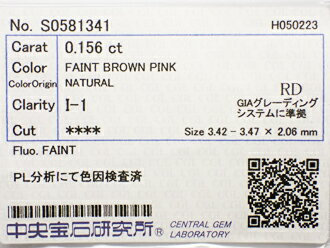 No. S0581341 H050223
Carat 0.156 ct
Color FAINT BROWN PINK
ColorOrigin NATURAL
Clarity I-1 RD
GIAグレーディング
システムに準拠
Cut **** Size 3.42 - 3.47 × 2.06 mm
Fluo. FAINT
PL分析にて色因検査済
中央宝石研究所® CENTRAL GEM
LABORATORY